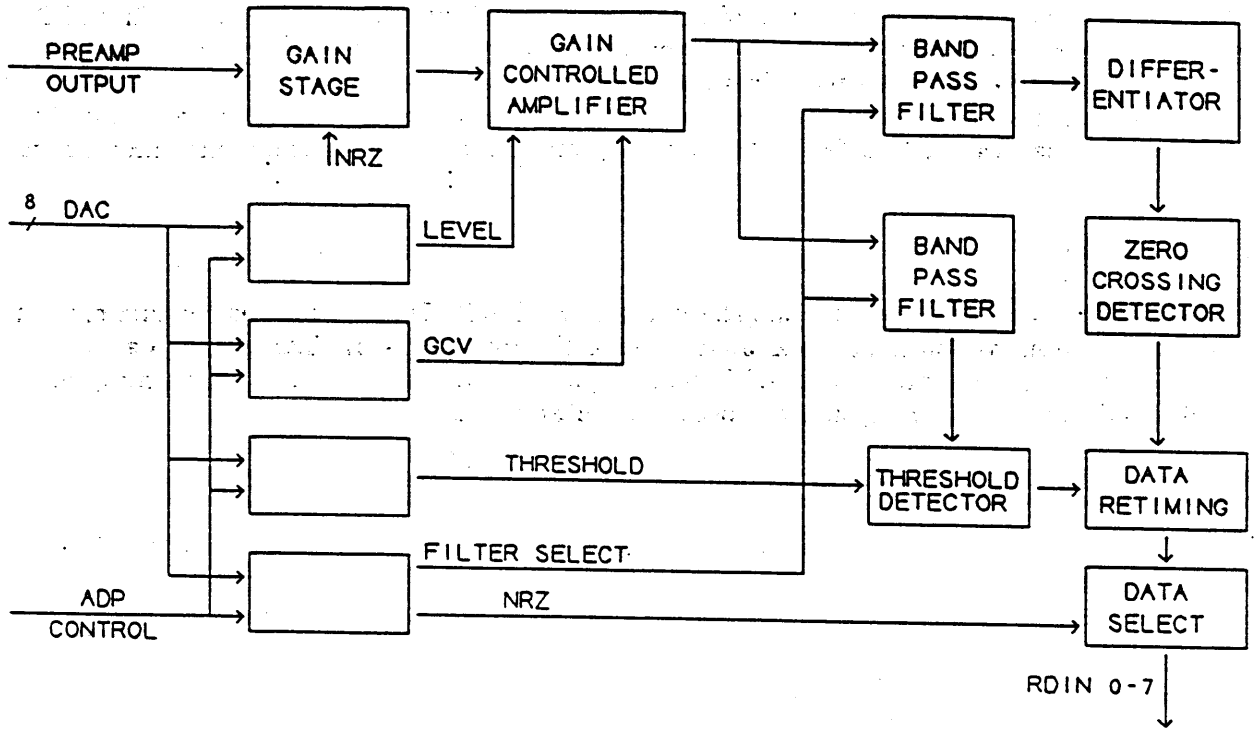 PREAMP
OUTPUT
GAIN
STAGE
NRZ
GAIN
CONTROLLED
AMPLIFIER
BAND
PASS
FILTER
DIFFER-
ENTIATOR
8
DAC
LEVEL
BAND
PASS
FILTER
ZERO
CROSSING
DETECTOR
GCV
THRESHOLD
THRESHOLD
DETECTOR
DATA
RETIMING
FILTER SELECT
ADP
CONTROL
NRZ
DATA
SELECT
RDIN 0-7